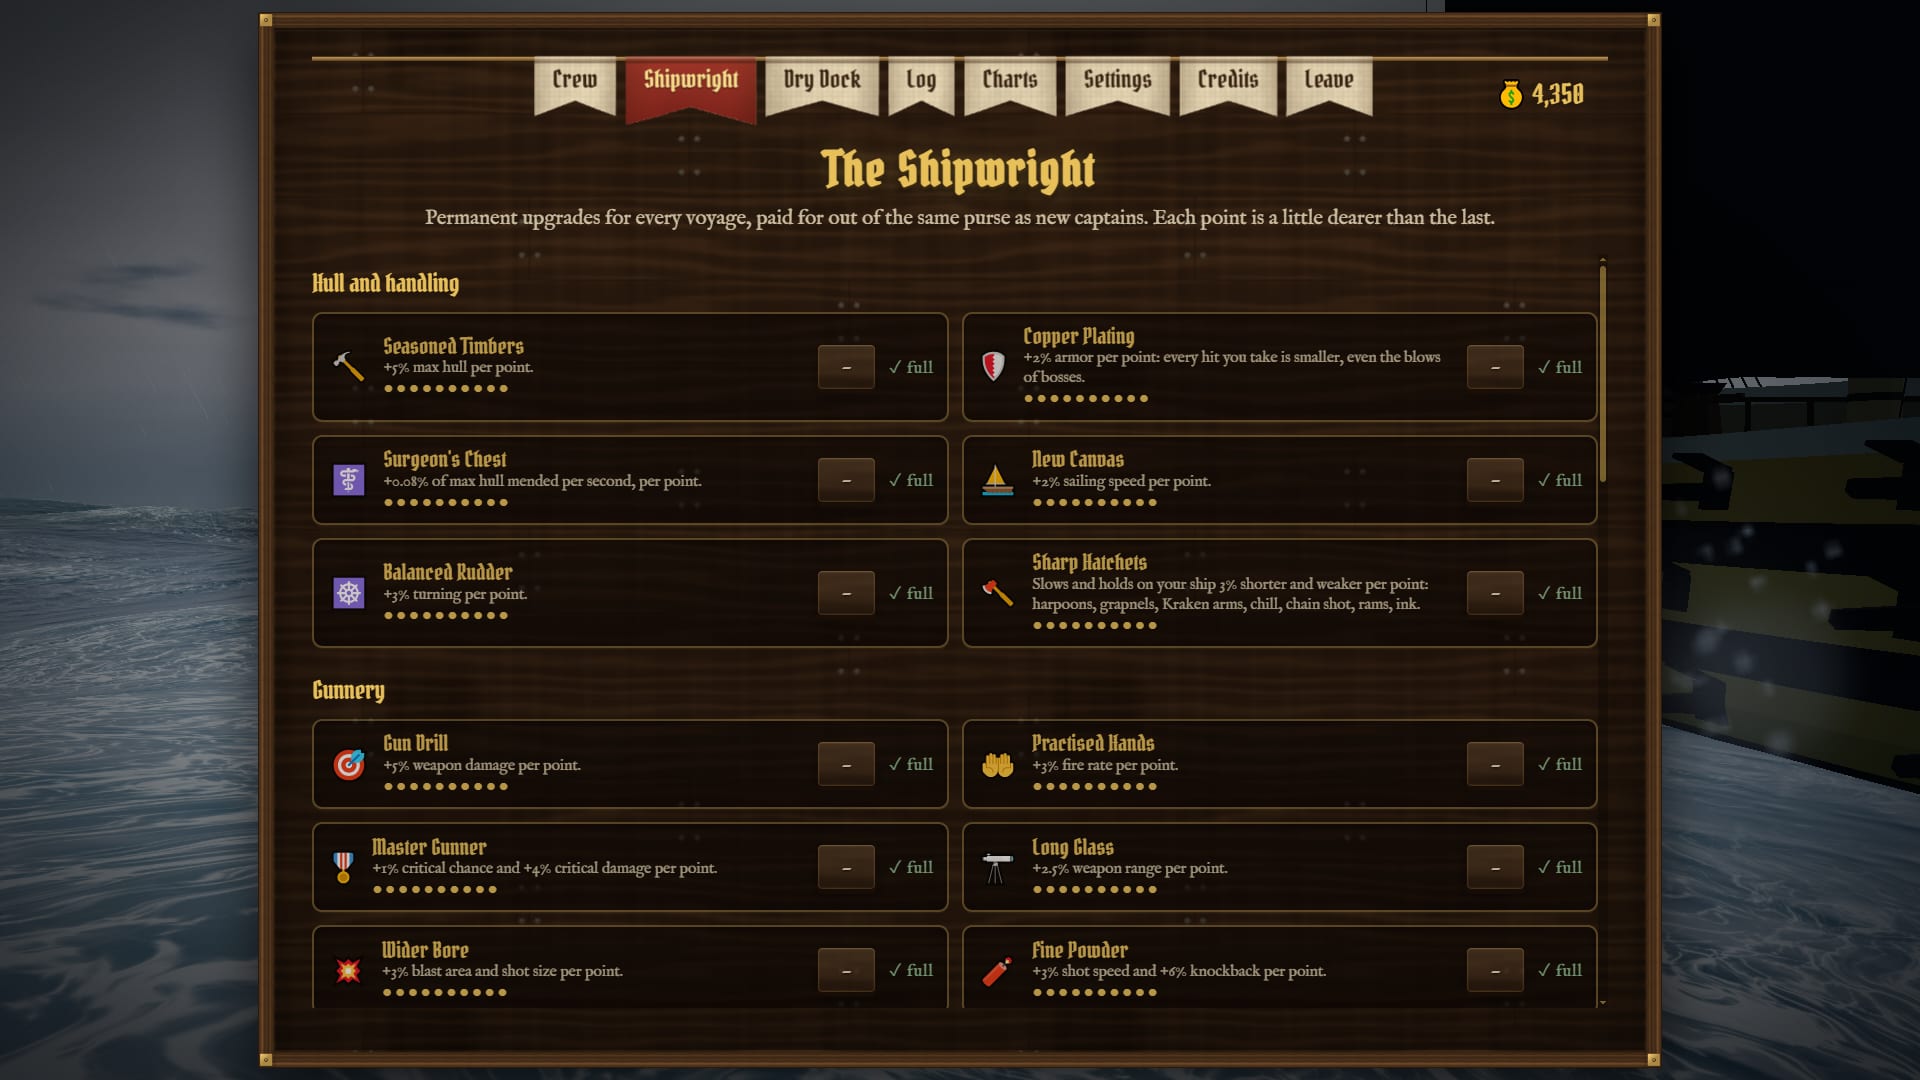 Crew
Shipwright
Dry Dock
Log
Charts
Settings
Credits
Leave
4,350
The Shipwright
Permanent upgrades for every voyage, paid for out of the same purse as new captains. Each point is a little dearer than the last.
Hull and handling
Seasoned Timbers
+5% max hull per point.
– ✓ full
Copper Plating
+2% armor per point: every hit you take is smaller, even the blows
of bosses.
– ✓ full
Surgeon's Chest
+0.08% of max hull mended per second, per point.
– ✓ full
New Canvas
+2% sailing speed per point.
– ✓ full
Balanced Rudder
+3% turning per point.
– ✓ full
Sharp Hatchets
Slows and holds on your ship 3% shorter and weaker per point:
harpoons, grapnels, Kraken arms, chill, chain shot, rams, ink.
– ✓ full
Gunnery
Gun Drill
+5% weapon damage per point.
– ✓ full
Practised Hands
+3% fire rate per point.
– ✓ full
Master Gunner
+1% critical chance and +4% critical damage per point.
– ✓ full
Long Glass
+2.5% weapon range per point.
– ✓ full
Wider Bore
+3% blast area and shot size per point.
– ✓ full
Fine Powder
+3% shot speed and +6% knockback per point.
– ✓ full